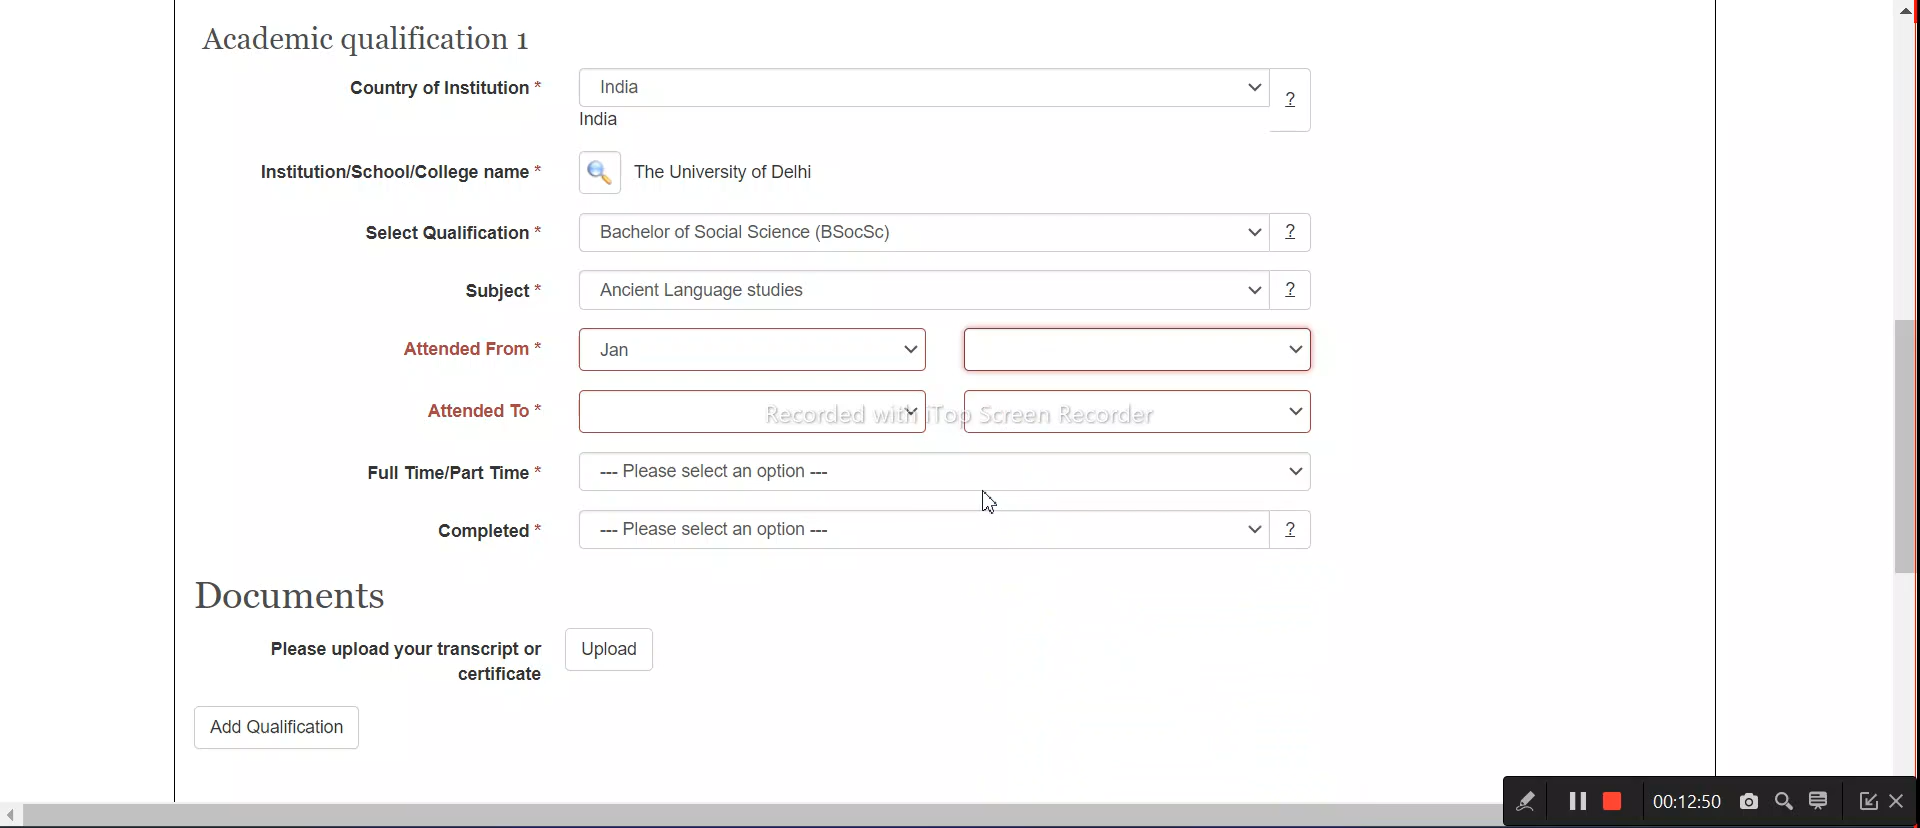 Academic qualification 1
Country of Institution * India ?
India
Institution/School/College name * The University of Delhi
Select Qualification * Bachelor of Social Science (BSocSc) ?
Subject * Ancient Language studies ?
Attended From * Jan
Attended To *
Recorded with iTop Screen Recorder
Full Time/Part Time * --- Please select an option ---
Completed * --- Please select an option --- ?
Documents
Please upload your transcript or Upload
certificate
Add Qualification
00:12:50